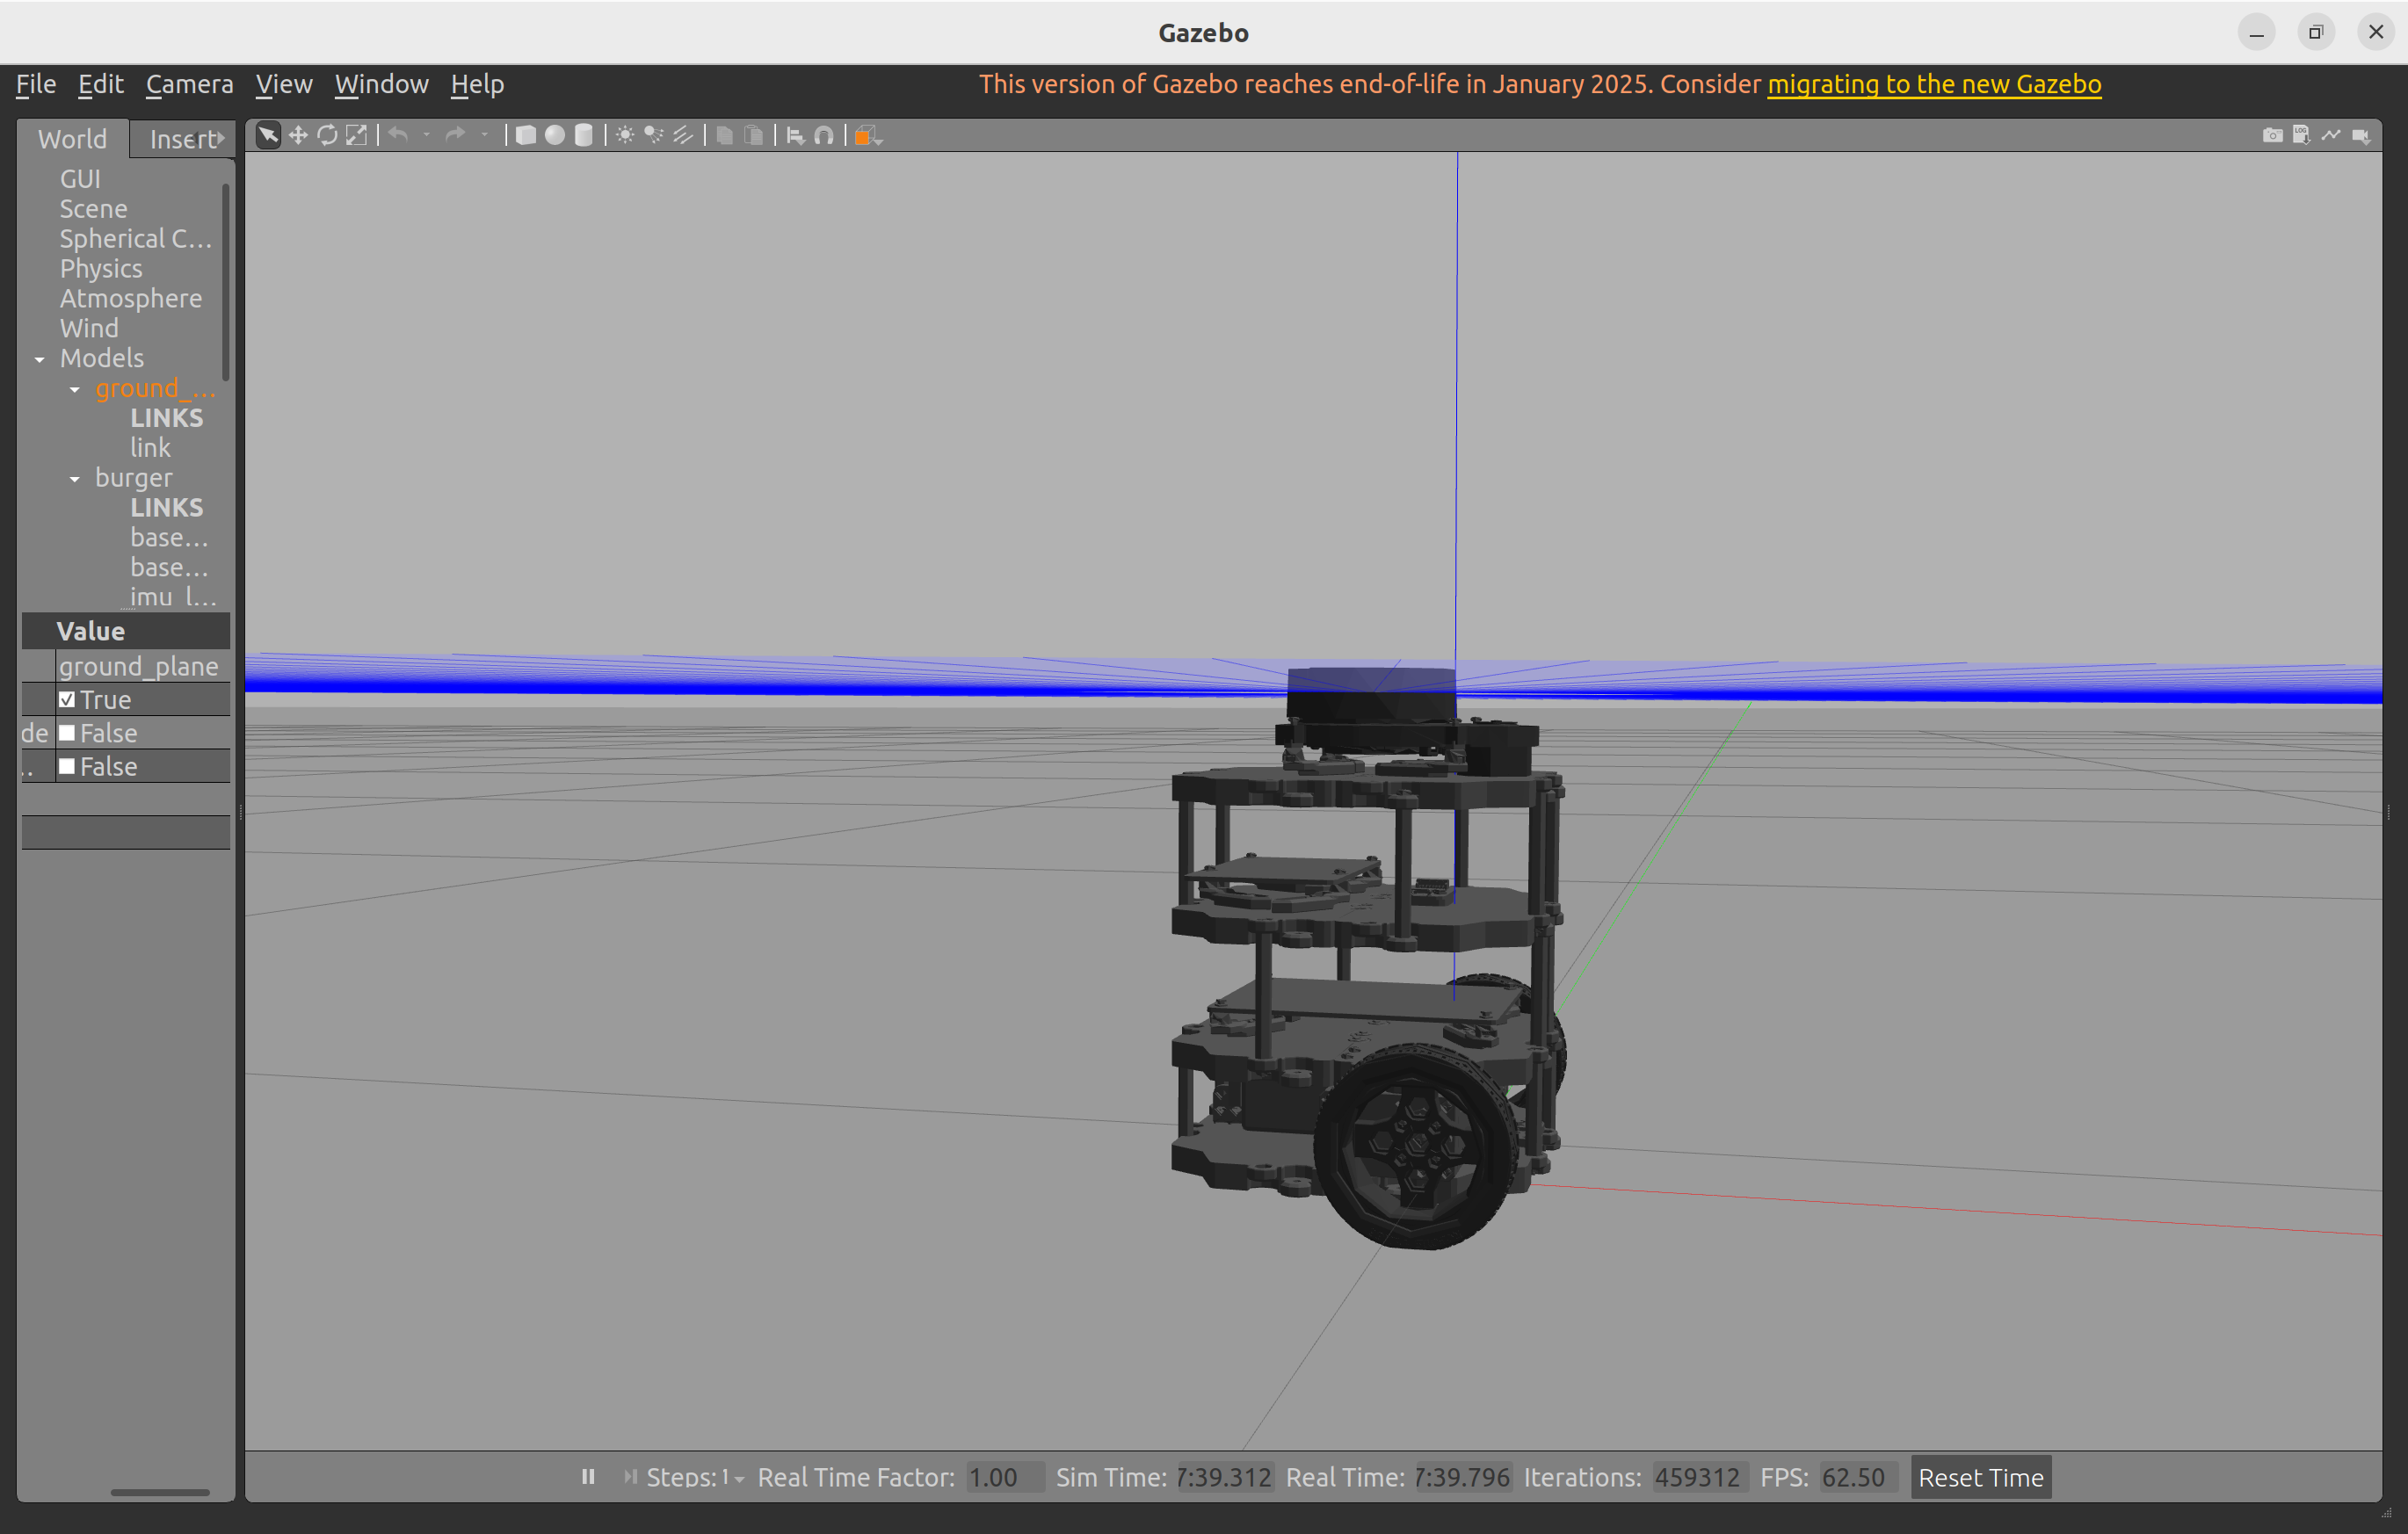 Gazebo
File Edit Camera View Window Help
This version of Gazebo reaches end-of-life in January 2025. Consider migrating to the new Gazebo
World Insert
GUI
Scene
Spherical C...
Physics
Atmosphere
Wind
Models
ground_...
LINKS
link
burger
LINKS
base...
base...
imu_l...
Value
ground_plane
True
de False
.. False
Steps: 1 Real Time Factor: 1.00 Sim Time: 7:39.312 Real Time: 7:39.796 Iterations: 459312 FPS: 62.50 Reset Time